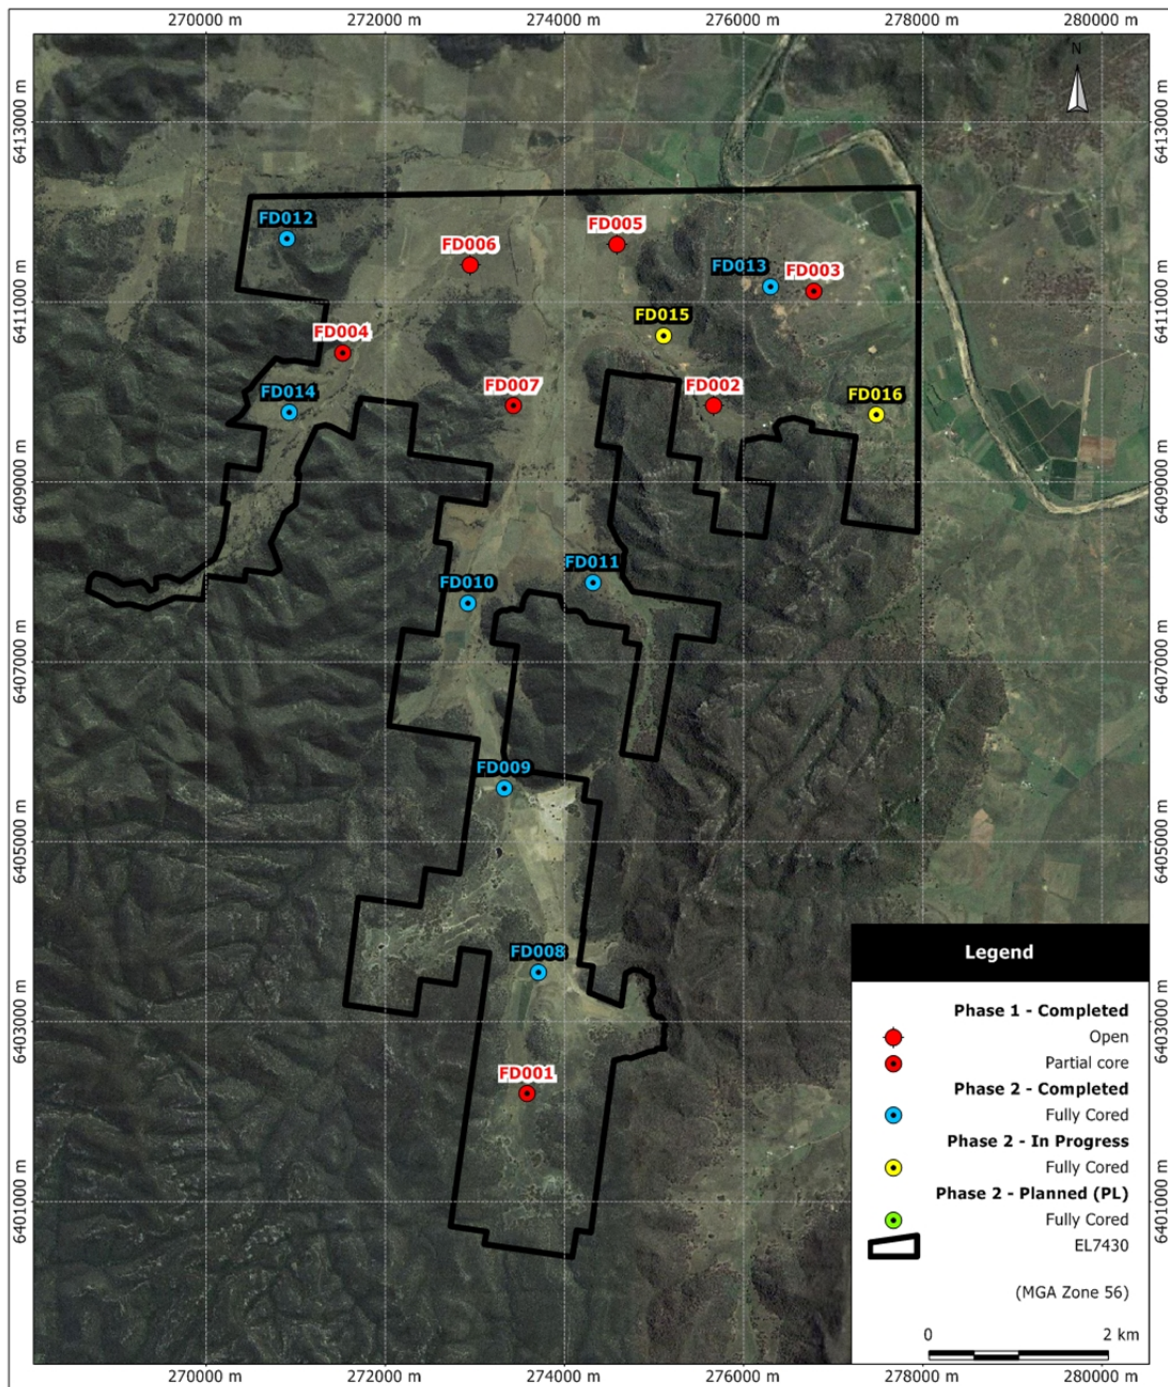 270000 m 272000 m 274000 m 276000 m 278000 m 280000 m
N
6413000 m 6413000 m
FD012
FD005
FD006
FD013
FD003
6411000 m 6411000 m
FD015
FD004
FD007
FD002
FD014
FD016
6409000 m 6409000 m
FD011
FD010
6407000 m 6407000 m
FD009
6405000 m 6405000 m
FD008
6403000 m 6403000 m
FD001
6401000 m 6401000 m
Legend
Phase 1 - Completed
Open
Partial core
Phase 2 - Completed
Fully Cored
Phase 2 - In Progress
Fully Cored
Phase 2 - Planned (PL)
Fully Cored
EL7430
(MGA Zone 56)
0 2 km
270000 m 272000 m 274000 m 276000 m 278000 m 280000 m